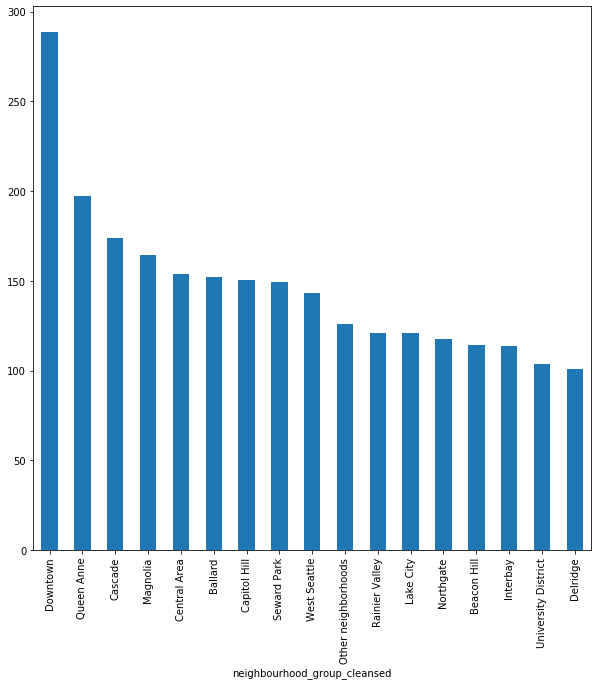 300
250
200
150
100
50
0
Downtown
Queen Anne
Cascade
Magnolia
Central Area
Ballard
Capitol Hill
Seward Park
West Seattle
Other neighborhoods
Rainier Valley
Lake City
Northgate
Beacon Hill
Interbay
University District
Delridge
neighbourhood_group_cleansed